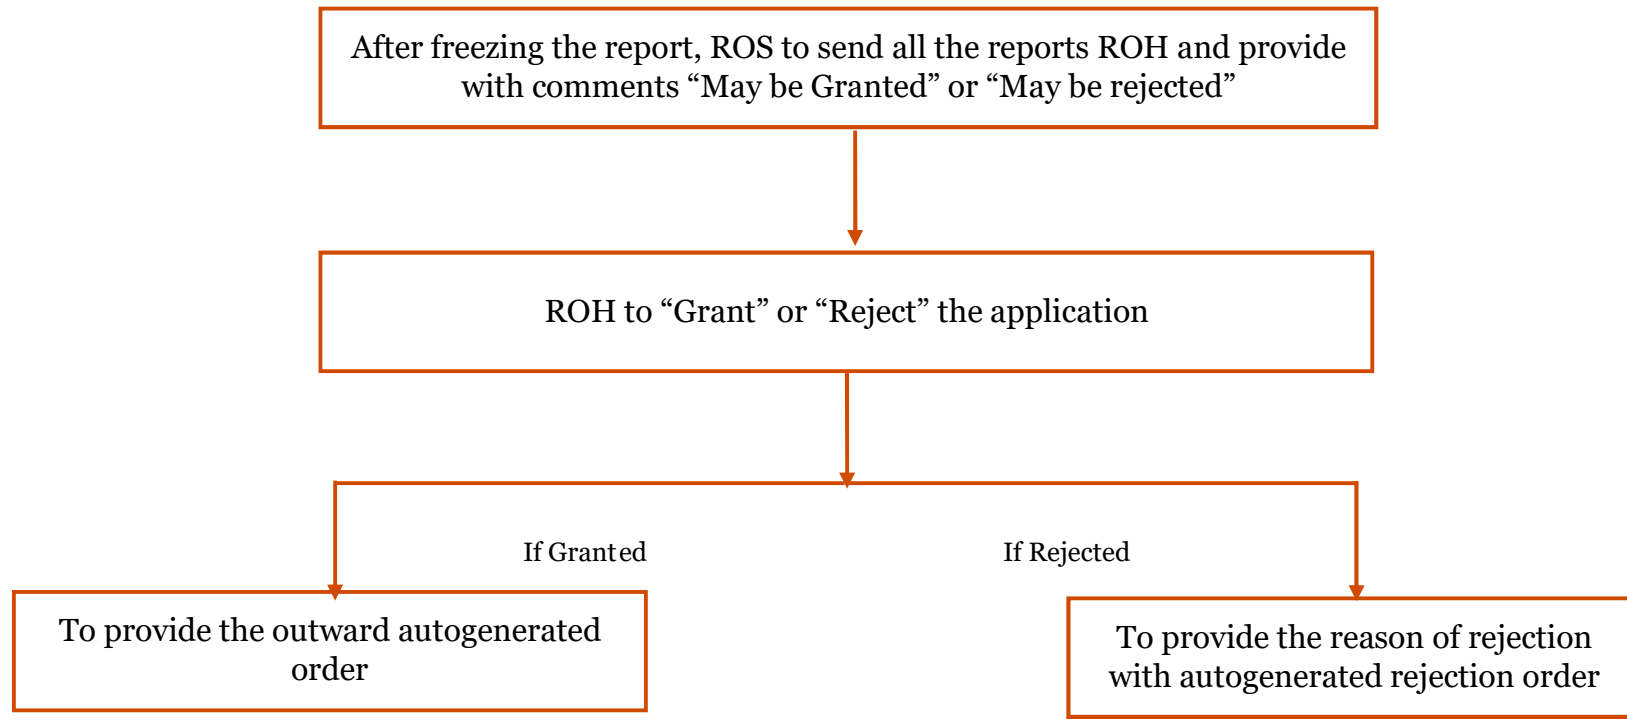 After freezing the report, ROS to send all the reports ROH and provide
with comments “May be Granted” or “May be rejected”
ROH to “Grant” or “Reject” the application
If Granted
If Rejected
To provide the outward autogenerated
order
To provide the reason of rejection
with autogenerated rejection order